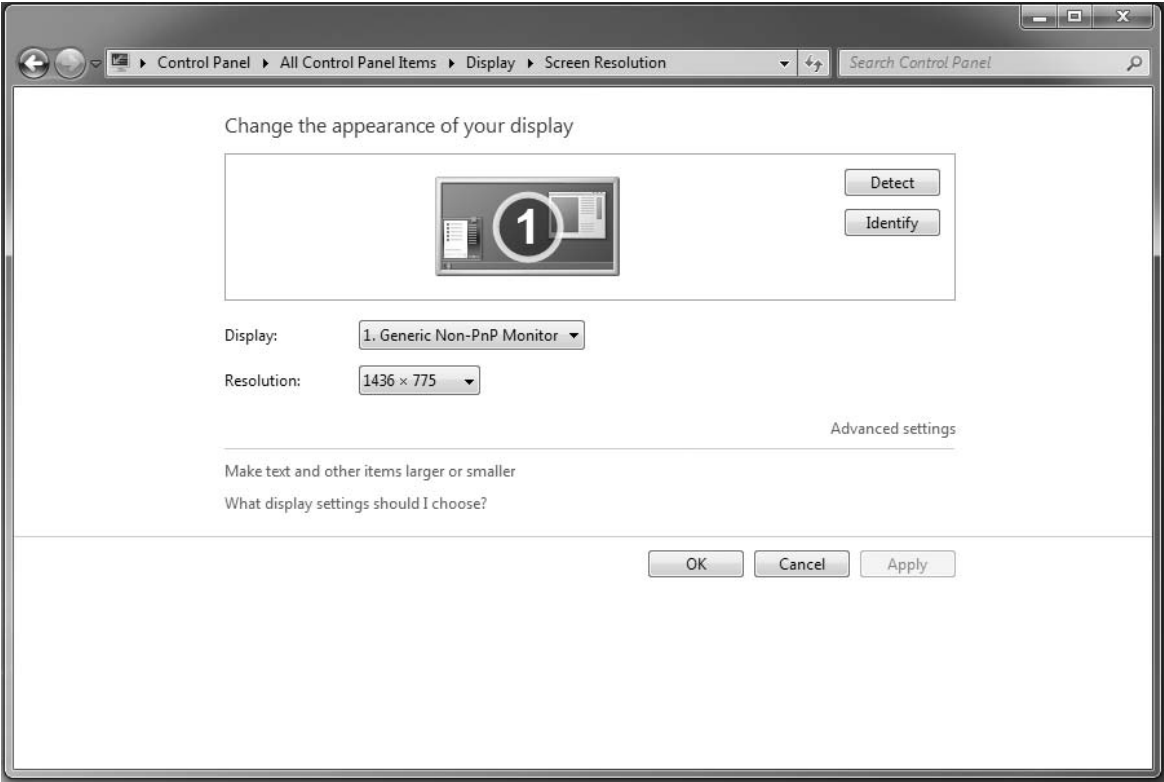 Control Panel ▸ All Control Panel Items ▸ Display ▸ Screen Resolution
Search Control Panel
Change the appearance of your display
1
Detect
Identify
Display: 1. Generic Non-PnP Monitor
Resolution: 1436 × 775
Advanced settings
Make text and other items larger or smaller
What display settings should I choose?
OK Cancel Apply